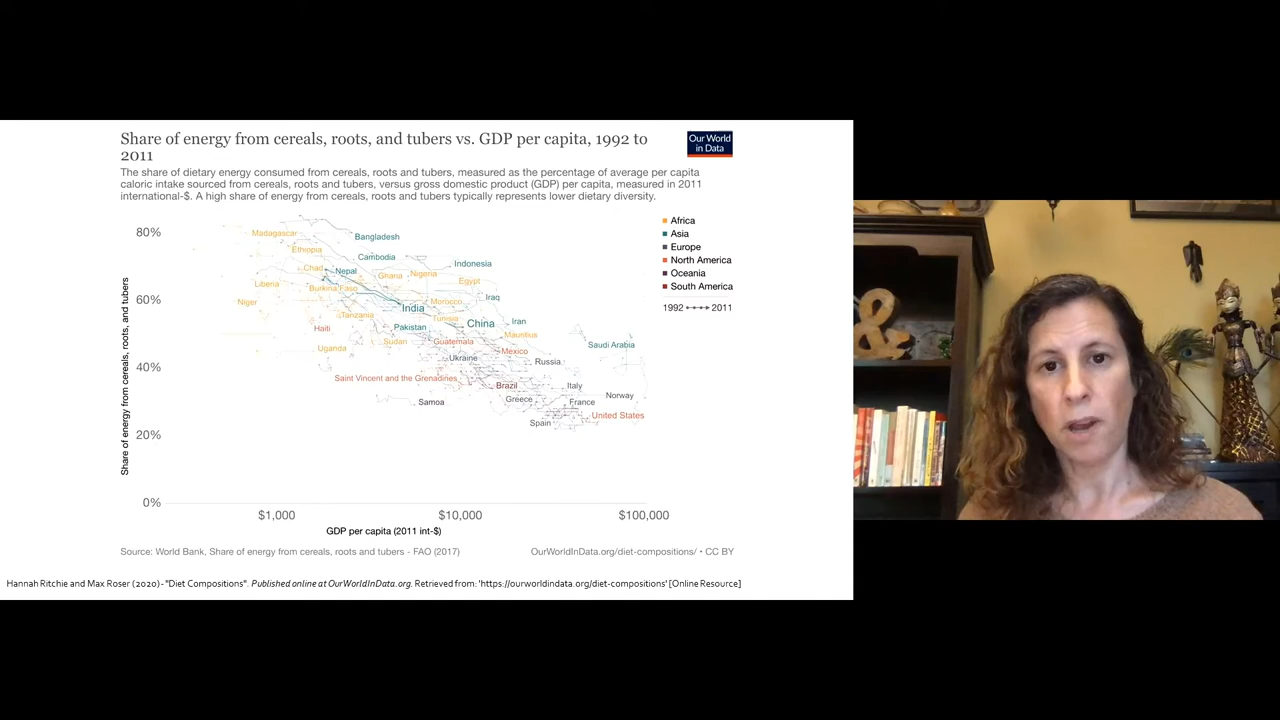 Share of energy from cereals, roots, and tubers vs. GDP per capita, 1992 to
2011
Our World
in Data
The share of dietary energy consumed from cereals, roots and tubers, measured as the percentage of average per capita
caloric intake sourced from cereals, roots and tubers, versus gross domestic product (GDP) per capita, measured in 2011
international-$. A high share of energy from cereals, roots and tubers typically represents lower dietary diversity.
Share of energy from cereals, roots, and tubers
80%
60%
40%
20%
0%
Madagascar
Bangladesh
Ethiopia
Cambodia
Indonesia
Chad
Nepal
Ghana
Nigeria
Egypt
Liberia
Burkina Faso
Iraq
Niger
Morocco
India
Tanzania
Tunisia
China
Iran
Haiti
Pakistan
Mauritius
Sudan
Guatemala
Saudi Arabia
Uganda
Mexico
Ukraine
Russia
Saint Vincent and the Grenadines
Brazil
Italy
Samoa
Greece
France
Norway
Spain
United States
Africa
Asia
Europe
North America
Oceania
South America
1992
2011
$1,000
$10,000
$100,000
GDP per capita (2011 int-$)
Source: World Bank, Share of energy from cereals, roots and tubers - FAO (2017)
OurWorldInData.org/diet-compositions/ • CC BY
Hannah Ritchie and Max Roser (2020) - "Diet Compositions". Published online at OurWorldInData.org. Retrieved from: 'https://ourworldindata.org/diet-compositions' [Online Resource]